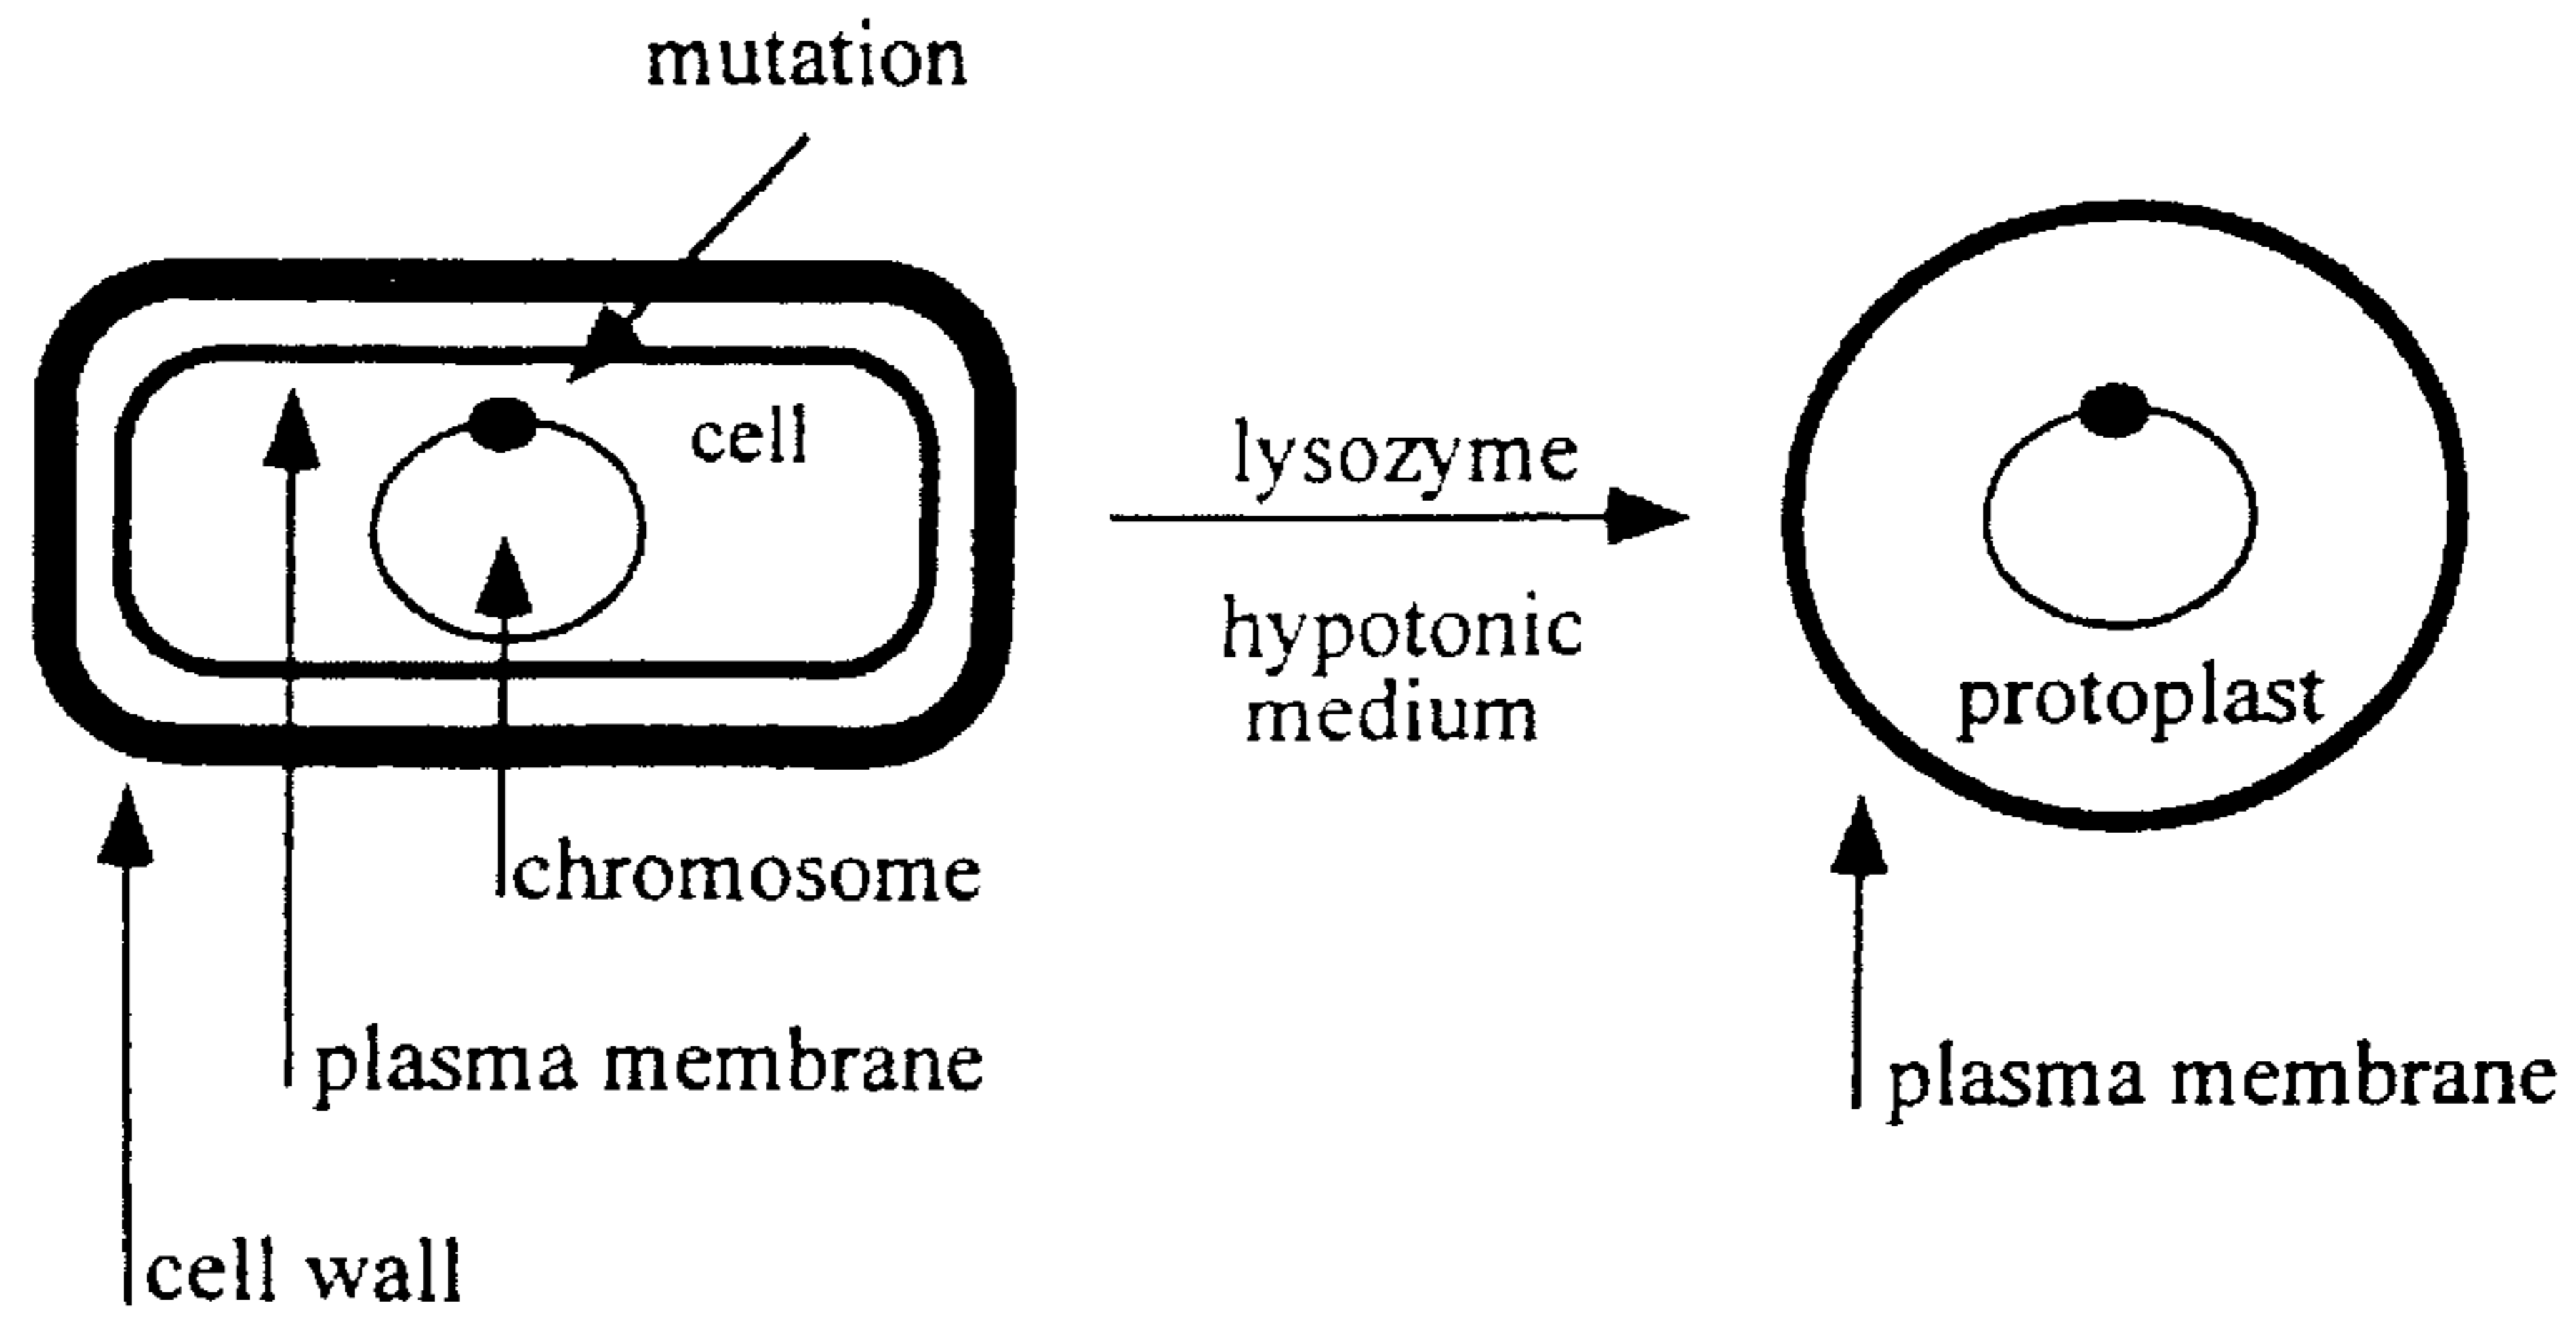 mutation
cell
lysozyme
hypotonic
medium
protoplast
chromosome
plasma membrane
plasma membrane
cell wall